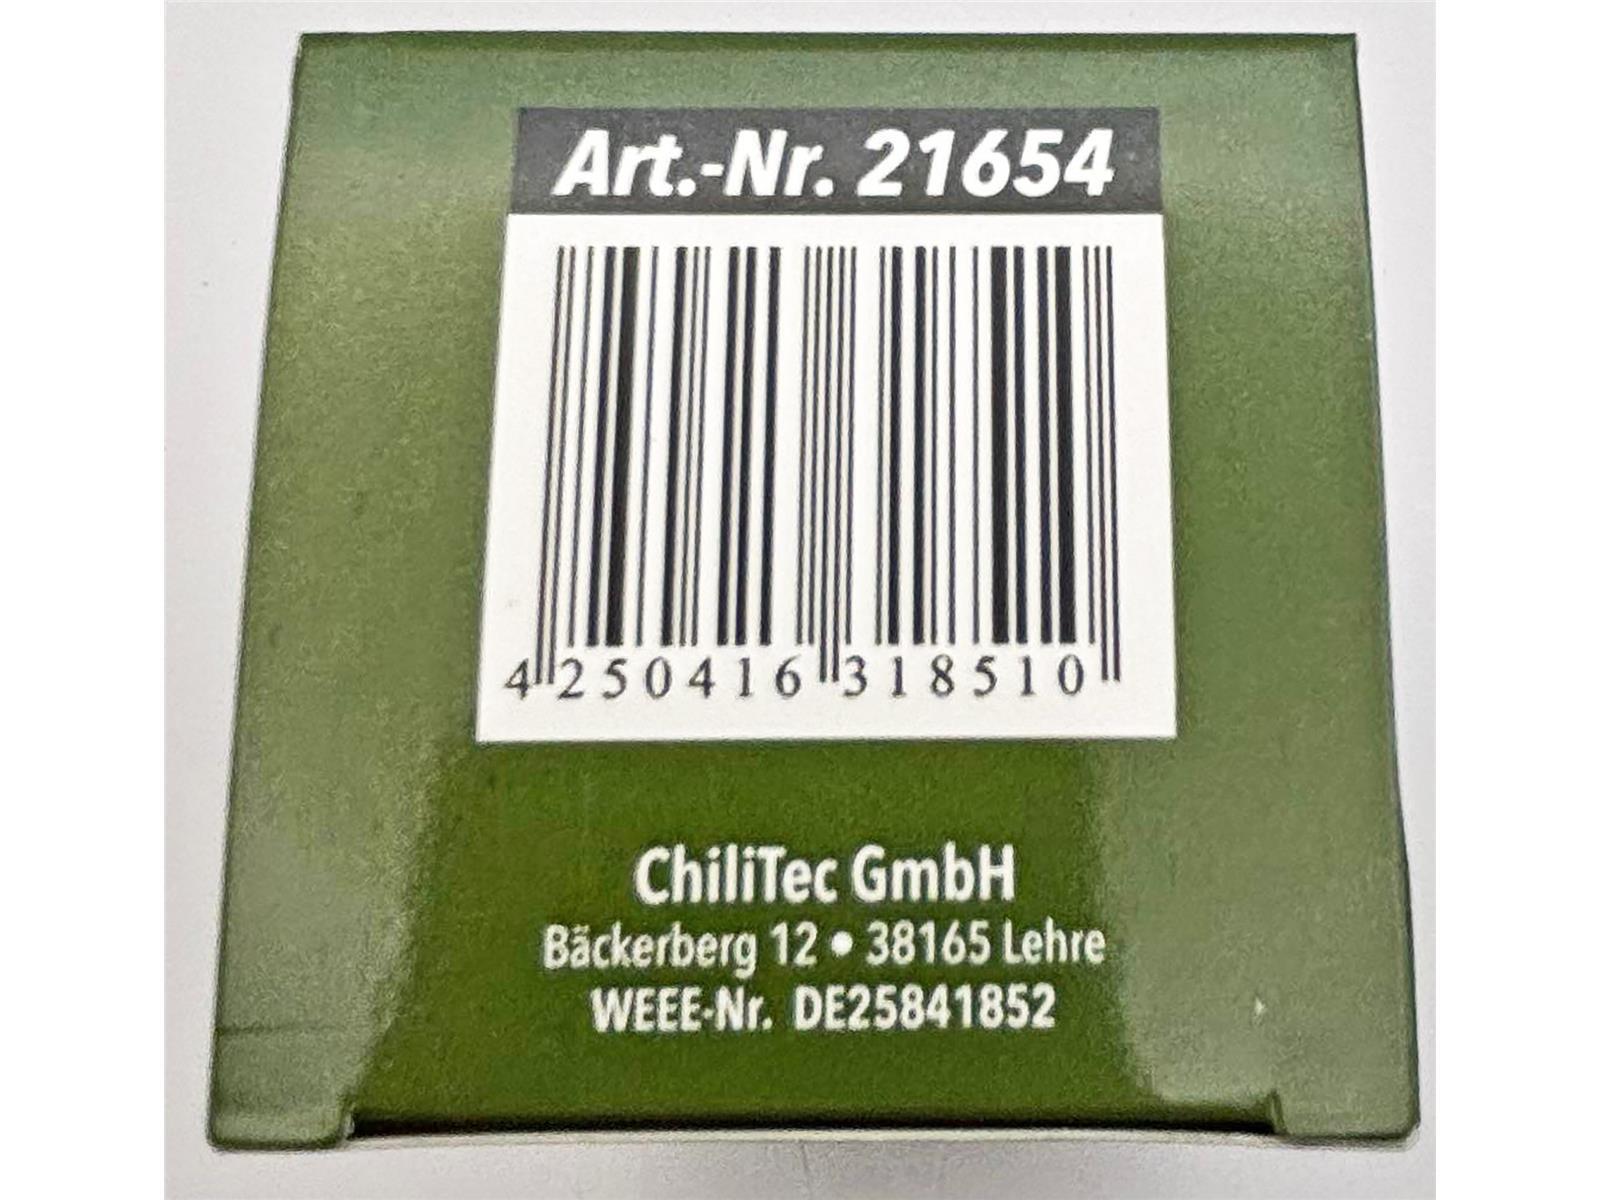 Art.-Nr. 21654
4 250416 318510
ChiliTec GmbH
Bäckerberg 12 • 38165 Lehre
WEEE-Nr. DE25841852